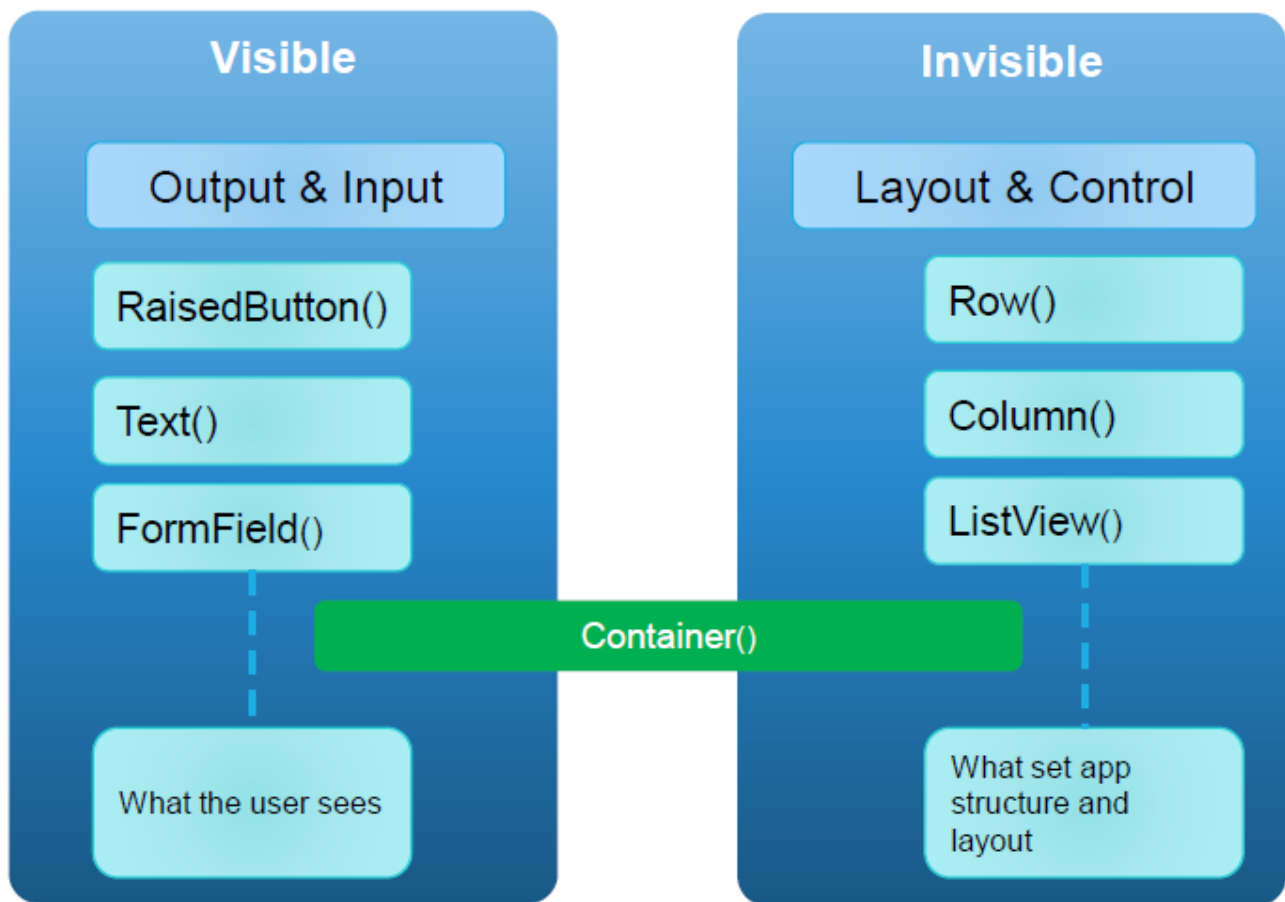 Visible
Output & Input
RaisedButton()
Text()
FormField()
What the user sees
Container()
Invisible
Layout & Control
Row()
Column()
ListView()
What set app
structure and
layout